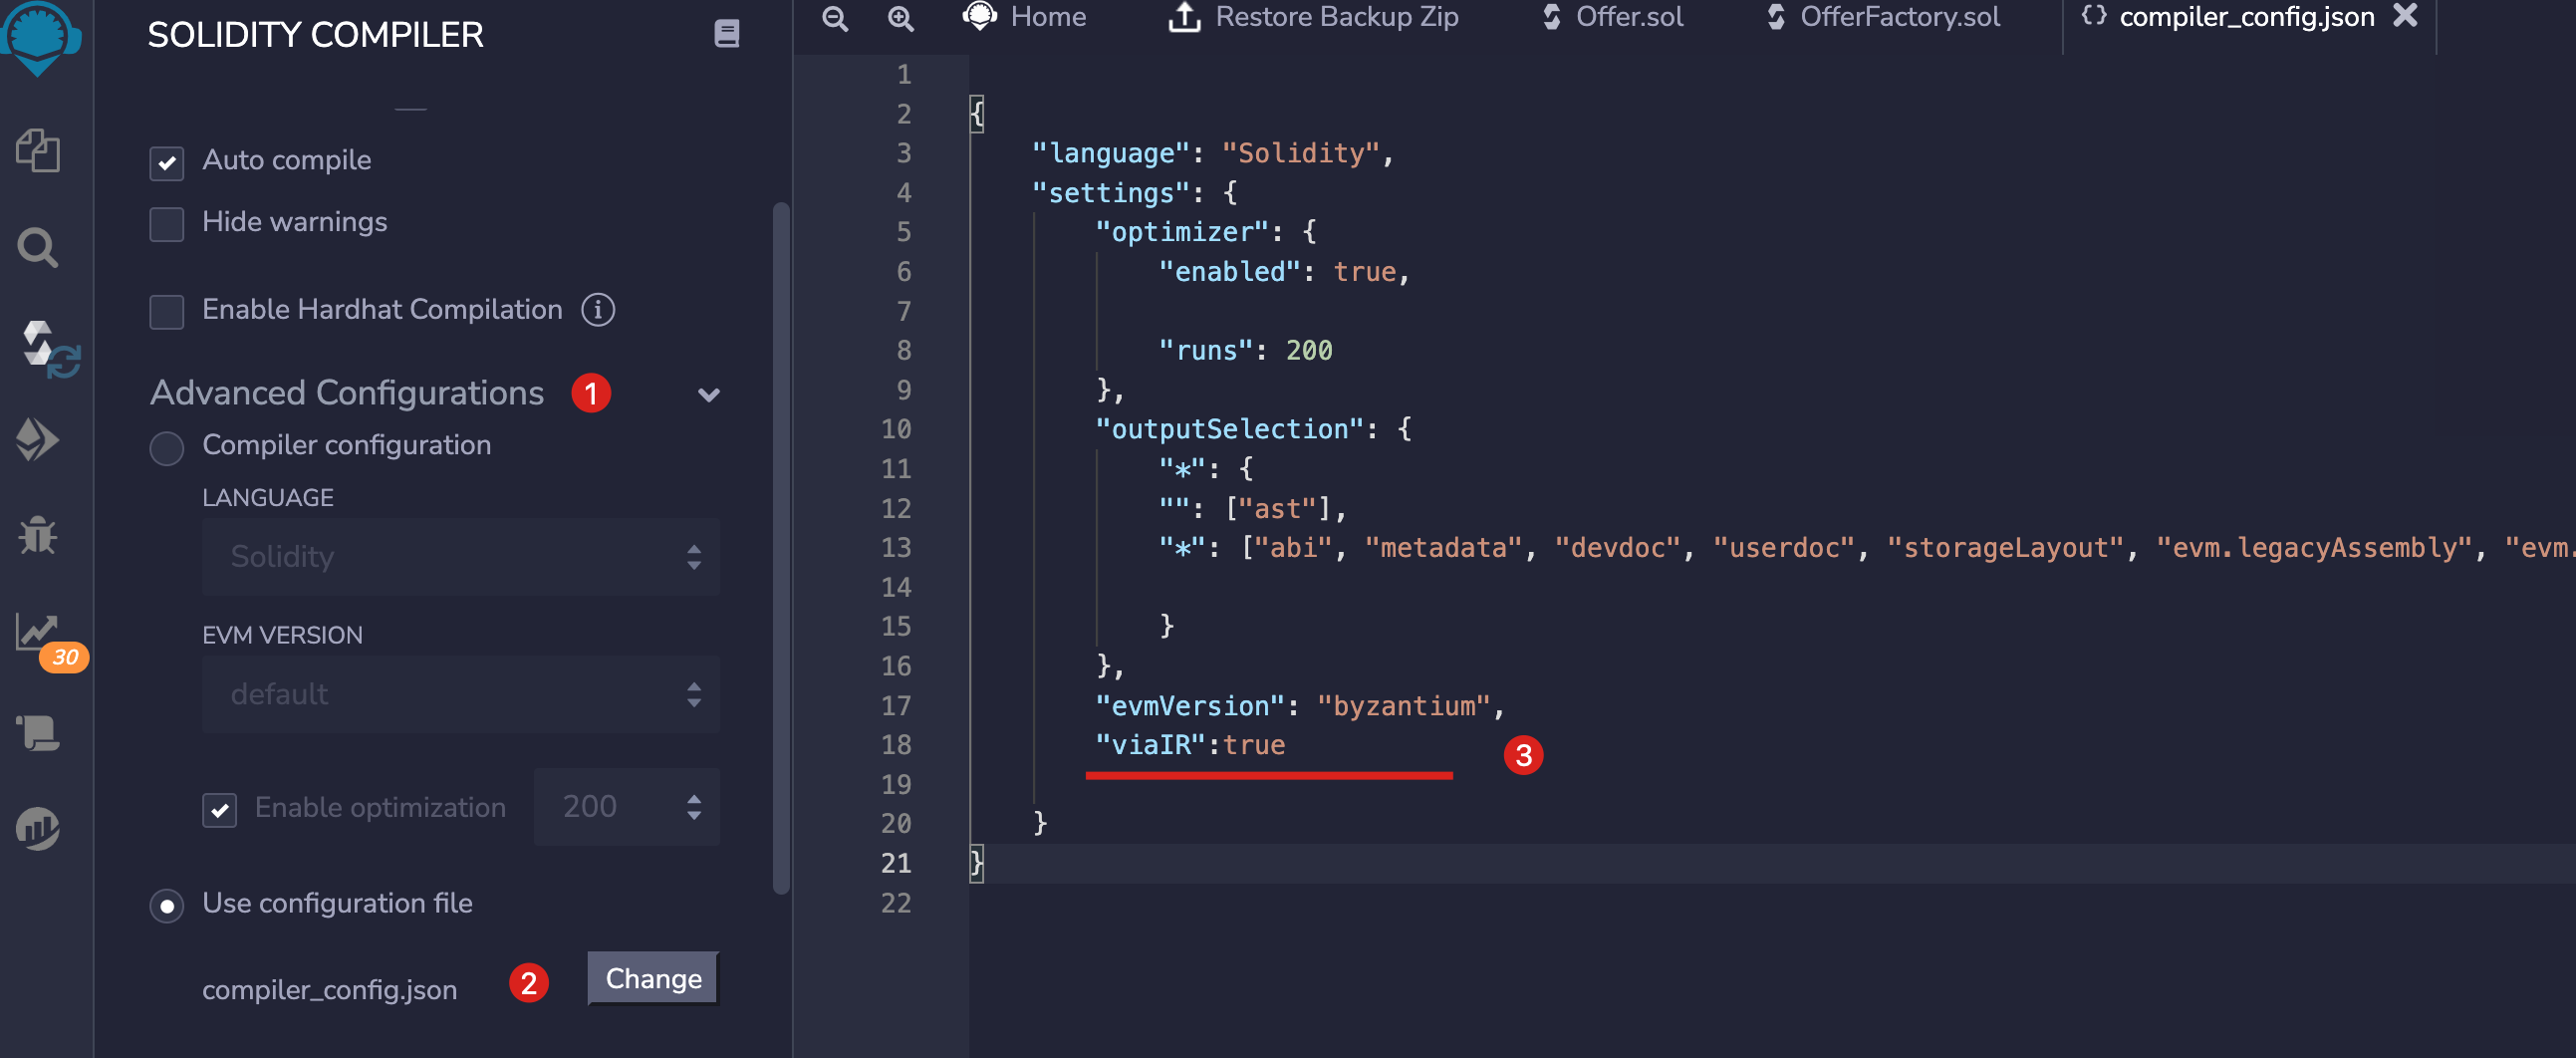 SOLIDITY COMPILER
Auto compile
Hide warnings
Enable Hardhat Compilation
Advanced Configurations 1
Compiler configuration
LANGUAGE
Solidity
EVM VERSION
default
Enable optimization 200
Use configuration file
compiler_config.json 2 Change
30
Home Restore Backup Zip Offer.sol OfferFactory.sol {} compiler_config.json
1
2 {
3 "language": "Solidity",
4 "settings": {
5 "optimizer": {
6 "enabled": true,
7
8 "runs": 200
9 },
10 "outputSelection": {
11 "*": {
12 "": ["ast"],
13 "*": ["abi", "metadata", "devdoc", "userdoc", "storageLayout", "evm.legacyAssembly", "evm.
14
15 }
16 },
17 "evmVersion": "byzantium",
18 "viaIR":true 3
19
20 }
21 }
22